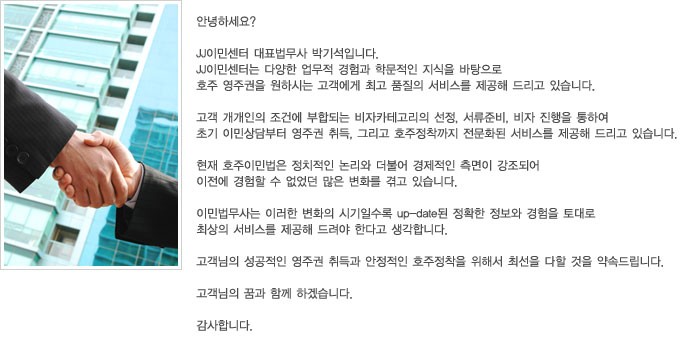 안녕하세요?
JJ이민센터 대표법무사 박기석입니다.
JJ이민센터는 다양한 업무적 경험과 학문적인 지식을 바탕으로
호주 영주권을 원하시는 고객에게 최고 품질의 서비스를 제공해 드리고 있습니다.
고객 개개인의 조건에 부합되는 비자카테고리의 선정, 서류준비, 비자 진행을 통하여
초기 이민상담부터 영주권 취득, 그리고 호주정착까지 전문화된 서비스를 제공해 드리고 있습니다.
현재 호주이민법은 정치적인 논리와 더불어 경제적인 측면이 강조되어
이전에 경험할 수 없었던 많은 변화를 겪고 있습니다.
이민법무사는 이러한 변화의 시기일수록 up-date된 정확한 정보와 경험을 토대로
최상의 서비스를 제공해 드려야 한다고 생각합니다.
고객님의 성공적인 영주권 취득과 안정적인 호주정착을 위해서 최선을 다할 것을 약속드립니다.
고객님의 꿈과 함께 하겠습니다.
감사합니다.